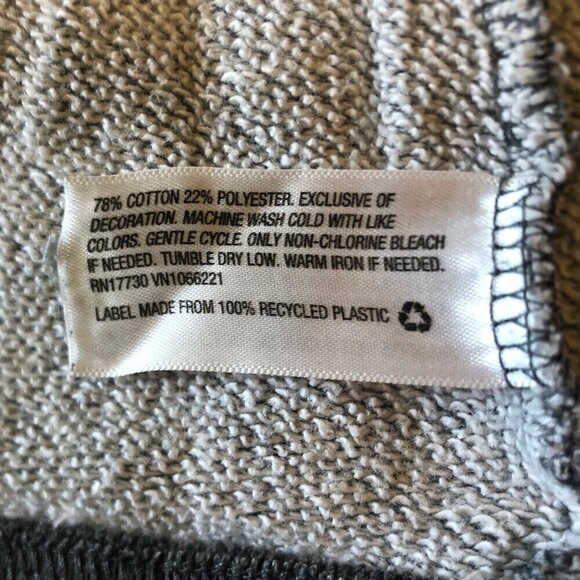 78% COTTON 22% POLYESTER. EXCLUSIVE OF
DECORATION. MACHINE WASH COLD WITH LIKE
COLORS. GENTLE CYCLE. ONLY NON-CHLORINE BLEACH
IF NEEDED. TUMBLE DRY LOW. WARM IRON IF NEEDED.
RN17730 VN1066221
LABEL MADE FROM 100% RECYCLED PLASTIC